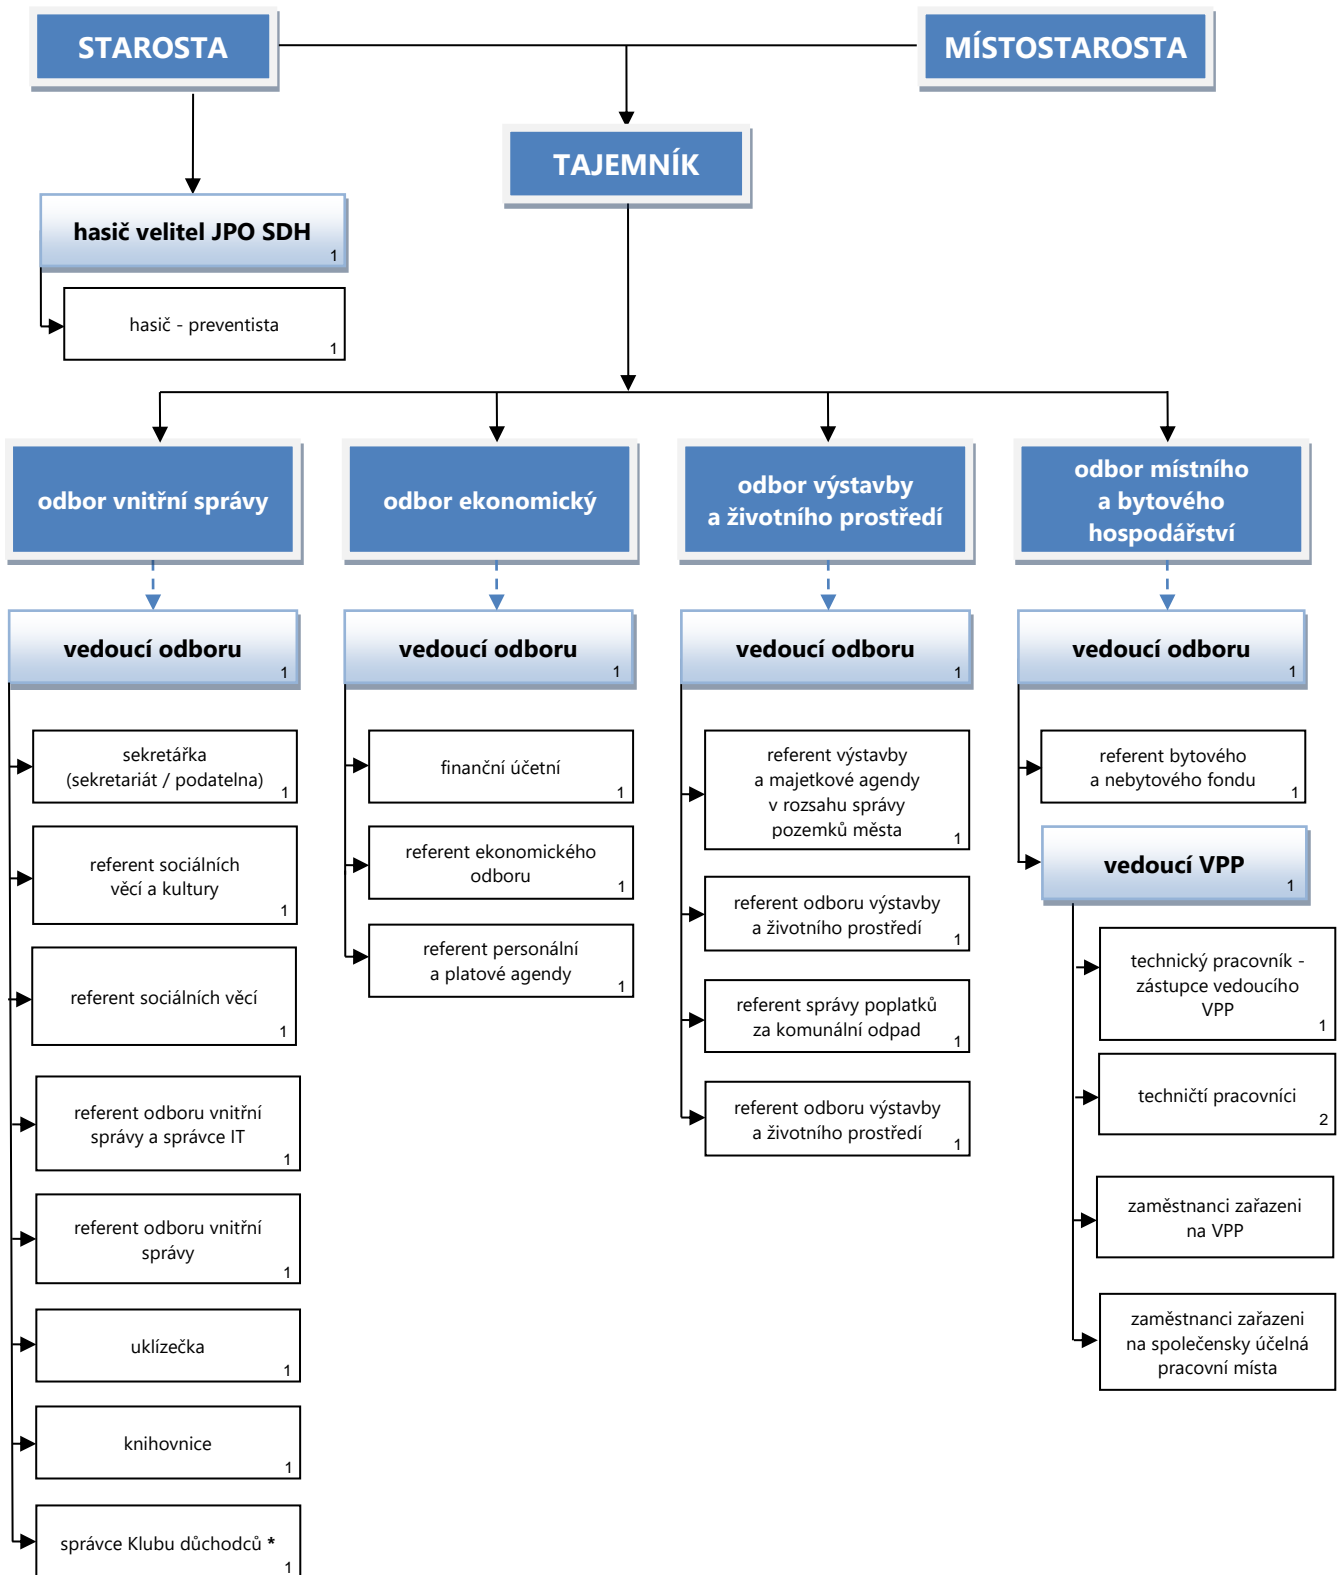 STAROSTA
MÍSTOSTAROSTA
TAJEMNÍK
hasič velitel JPO SDH
1
hasič - preventista
1
odbor vnitřní správy
odbor ekonomický
odbor výstavby
a životního prostředí
odbor místního
a bytového
hospodářství
vedoucí odboru
1
vedoucí odboru
1
vedoucí odboru
1
vedoucí odboru
1
sekretářka
(sekretariát / podatelna)
1
referent sociálních
věcí a kultury
1
referent sociálních věcí
1
referent odboru vnitřní
správy a správce IT
1
referent odboru vnitřní
správy
1
uklízečka
1
knihovnice
1
správce Klubu důchodců *
1
finanční účetní
1
referent ekonomického
odboru
1
referent personální
a platové agendy
1
referent výstavby
a majetkové agendy
v rozsahu správy
pozemků města
1
referent odboru výstavby
a životního prostředí
1
referent správy poplatků
za komunální odpad
1
referent odboru výstavby
a životního prostředí
1
referent bytového
a nebytového fondu
1
vedoucí VPP
1
technický pracovník -
zástupce vedoucího
VPP
1
techničtí pracovníci
2
zaměstnanci zařazeni
na VPP
zaměstnanci zařazeni
na společensky účelná
pracovní místa